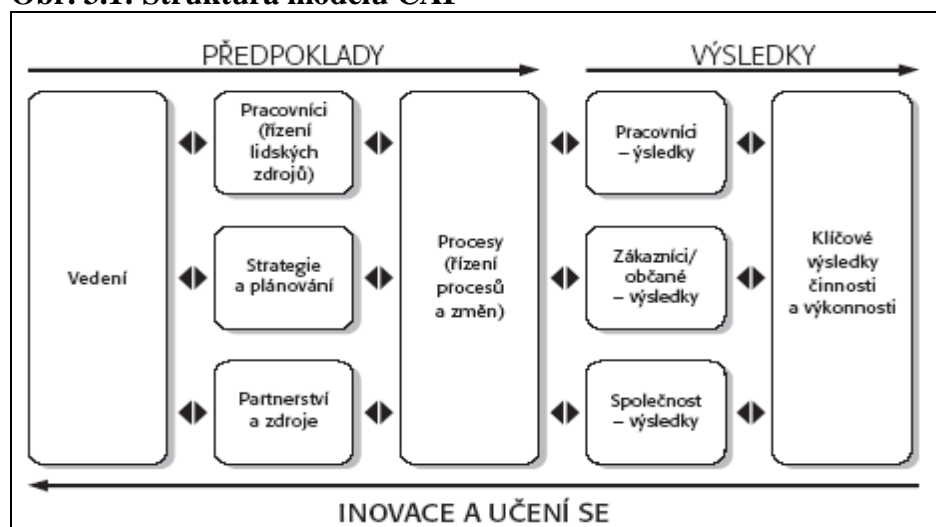 Obr. 3.1: Struktura modelu CAF
PŘEDPOKLADY
VÝSLEDKY
Vedení
Pracovníci
(řízení
lidských
zdrojů)
Strategie
a plánování
Partnerství
a zdroje
Procesy
(řízení
procesů
a změn)
Pracovníci
– ýsledky
Zákazníci/
občané
– výsledky
Společnost
– výsledky
Klíčové
výsledky
činnosti
a výkonnosti
INOVACE A UČENÍ SE